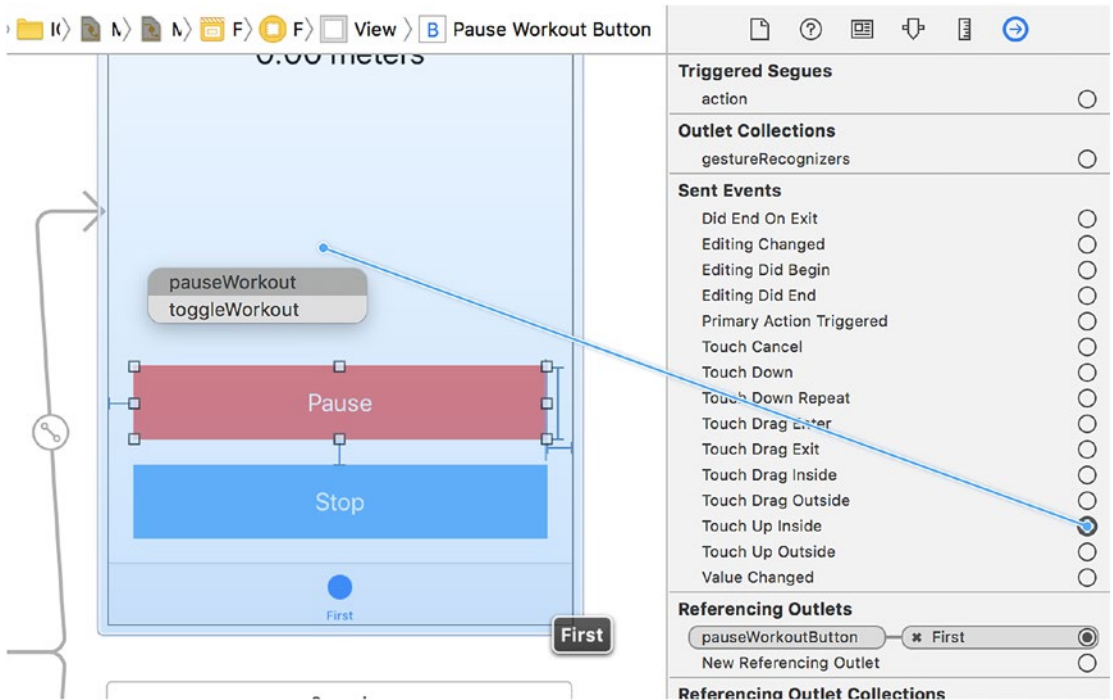 I( N) N) F) F) View B Pause Workout Button
0.00 meters
pauseWorkout
toggleWorkout
Pause
Stop
First
First
Triggered Segues
action
Outlet Collections
gestureRecognizers
Sent Events
Did End On Exit
Editing Changed
Editing Did Begin
Editing Did End
Primary Action Triggered
Touch Cancel
Touch Down
Touch Down Repeat
Touch Drag Enter
Touch Drag Exit
Touch Drag Inside
Touch Drag Outside
Touch Up Inside
Touch Up Outside
Value Changed
Referencing Outlets
pauseWorkoutButton First
New Referencing Outlet
Referencing Outlet Collections